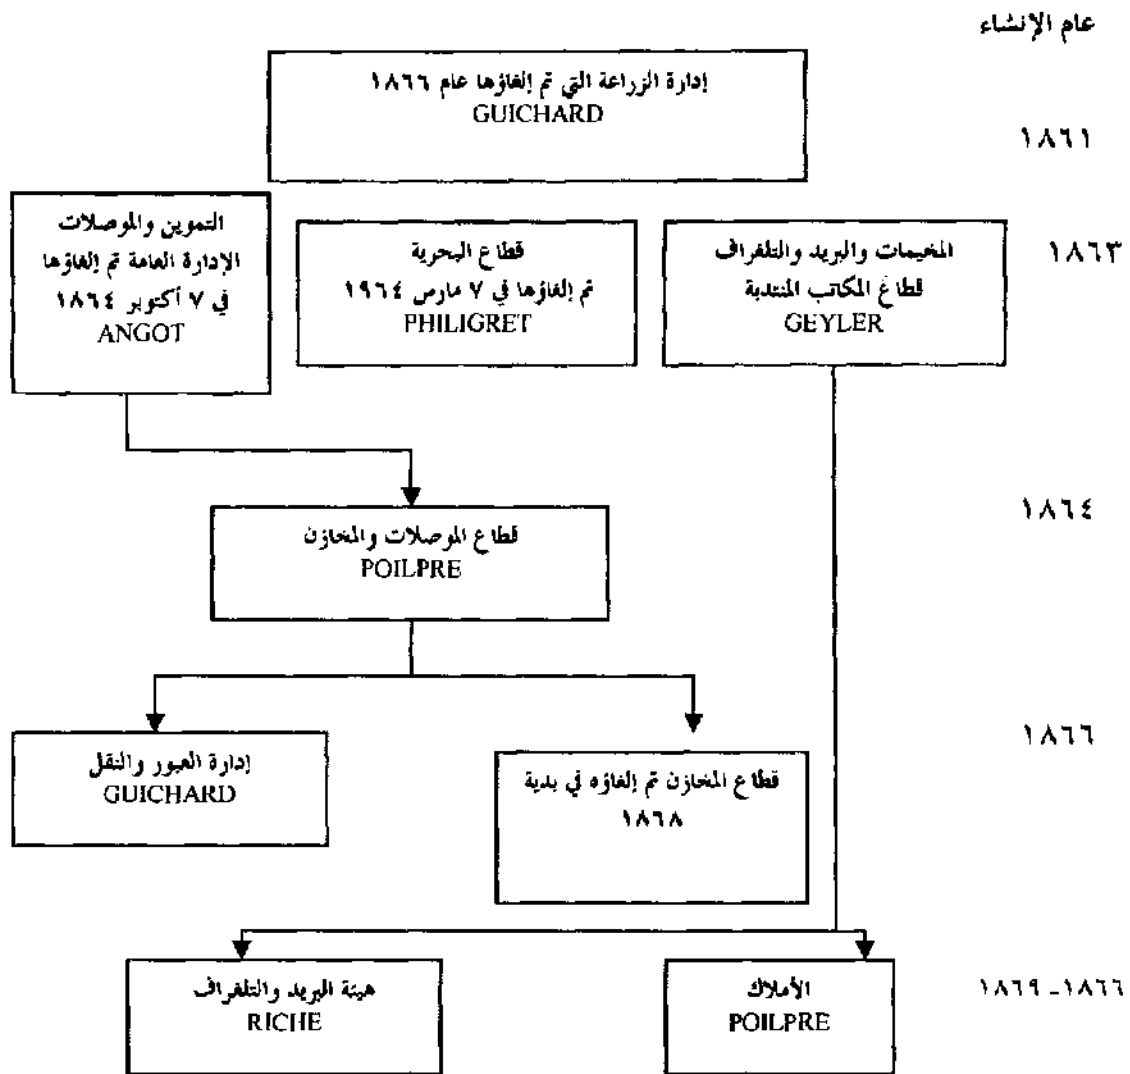 عام الإنشاء
إدارة الزراعة التي تم إلغاؤها عام ١٨٦٦
GUICHARD
١٨٦١
المخيمات والبريد والتلغراف
قطاغ المكاتب المنتدبة
GEYLER
قطاع البحرية
تم إلغاؤها في ٧ مارس ١٩٦٤
PHILIGRET
التموين والموصلات
الإدارة العامة تم إلغاؤها
في ٧ أكتوبر ١٨٦٤
ANGOT
١٨٦٣
قطاع الموصلات والمخازن
POILPRE
١٨٦٤
قطاع المخازن تم إلغاؤه في بدية
١٨٦٨
إدارة العبور والنقل
GUICHARD
١٨٦٦
الأملاك
POILPRE
هيئة البريد والتلغراف
RICHE
١٨٦٦-١٨٦٩